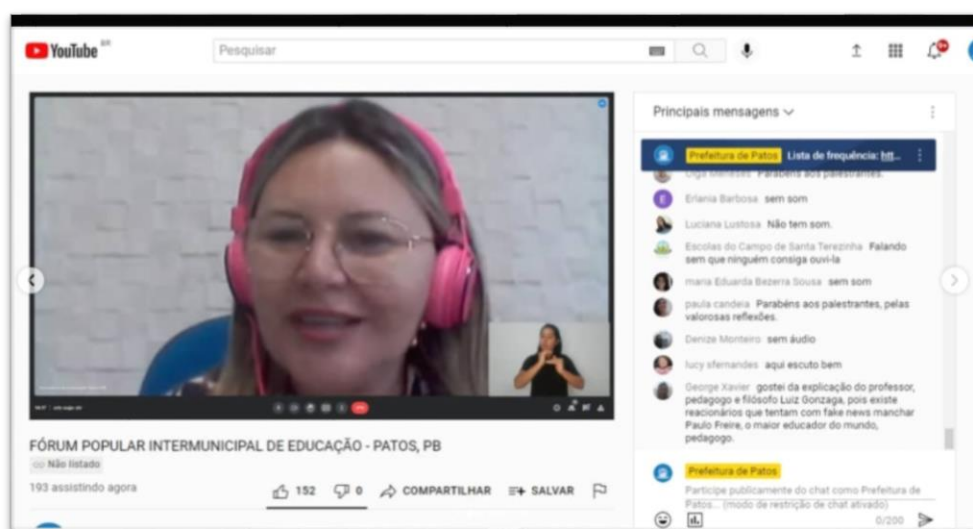 YouTube BR
Pesquisar
9+
Principais mensagens
Prefeitura de Patos Lista de frequência: htt...
Olga Meneses Parabéns aos palestrantes.
Erlania Barbosa sem som
Luciana Lustosa Não tem som.
Escolas do Campo de Santa Terezinha Falando
sem que ninguém consiga ouvi-la
maria Eduarda Bezerra Sousa sem som
paula candeia Parabéns aos palestrantes, pelas
valorosas reflexões.
Denize Monteiro sem áudio
lucy sfernandes aqui escuto bem
George Xavier gostei da explicação do professor,
pedagogo e filósofo Luiz Gonzaga, pois existe
reacionários que tentam com fake news manchar
Paulo Freire, o maior educador do mundo,
pedagogo.
Prefeitura de Patos
Participe publicamente do chat como Prefeitura de
Patos... (modo de restrição de chat ativado)
0/200
FÓRUM POPULAR INTERMUNICIPAL DE EDUCAÇÃO - PATOS, PB
Não listado
193 assistindo agora
152 0 COMPARTILHAR SALVAR